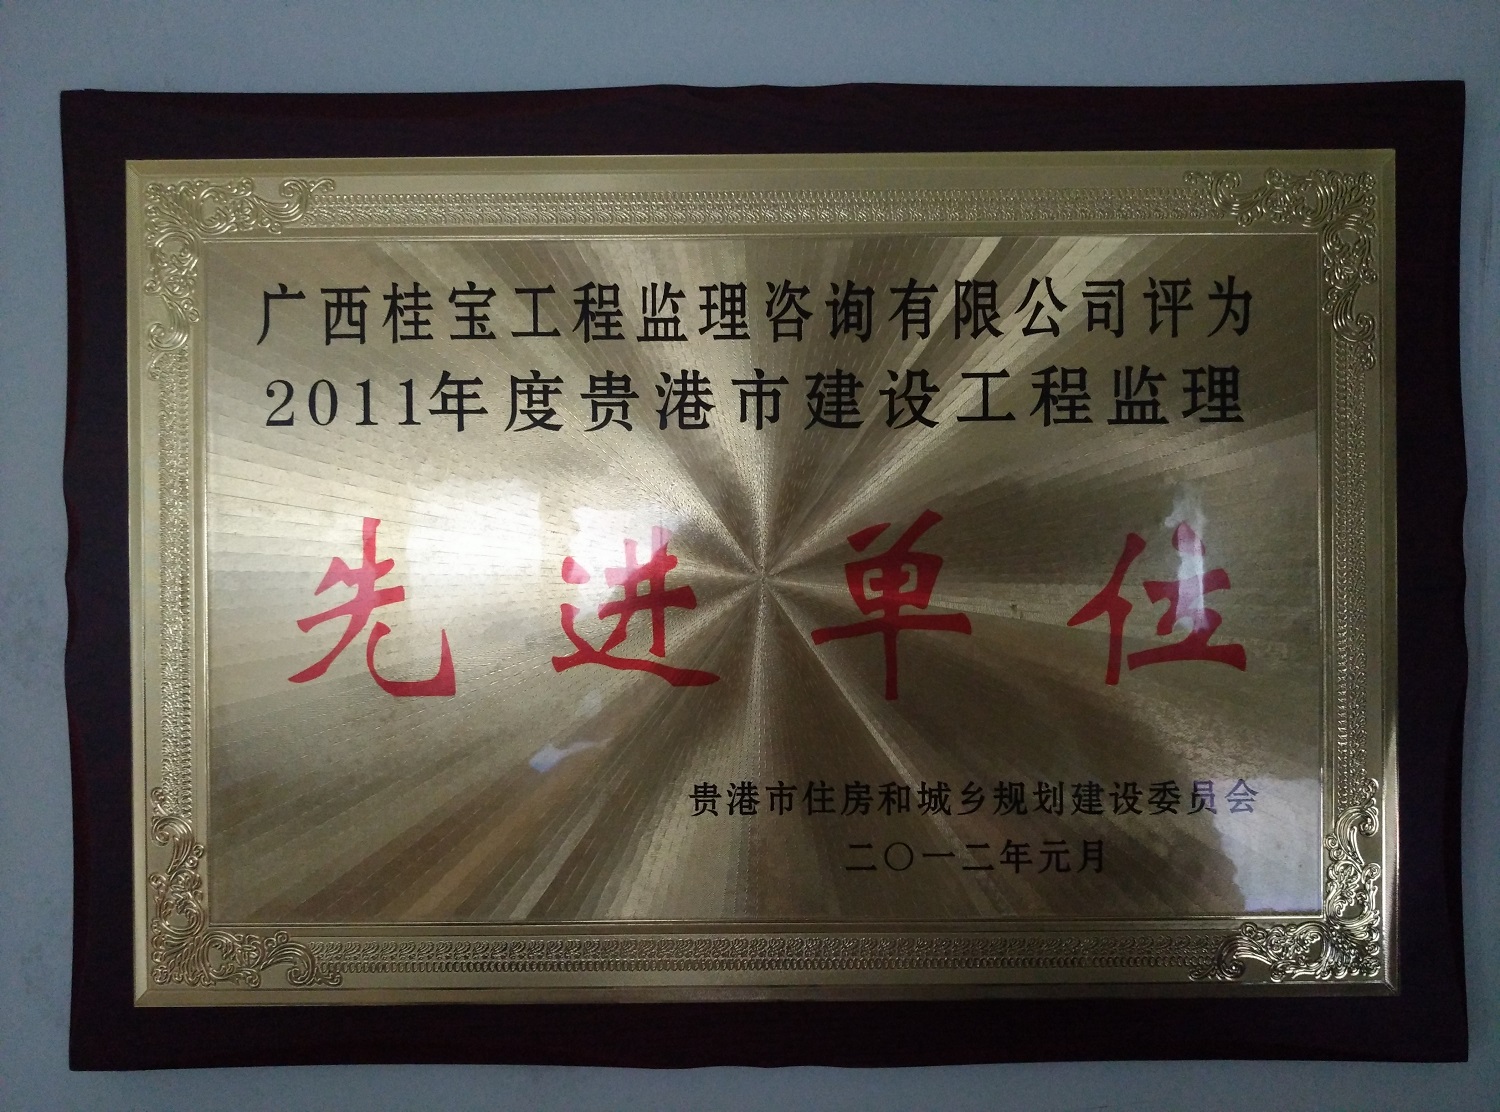 广西桂宝工程监理咨询有限公司评为
2011年度贵港市建设工程监理
先进单位
贵港市住房和城乡规划建设委员会
二〇一二年元月